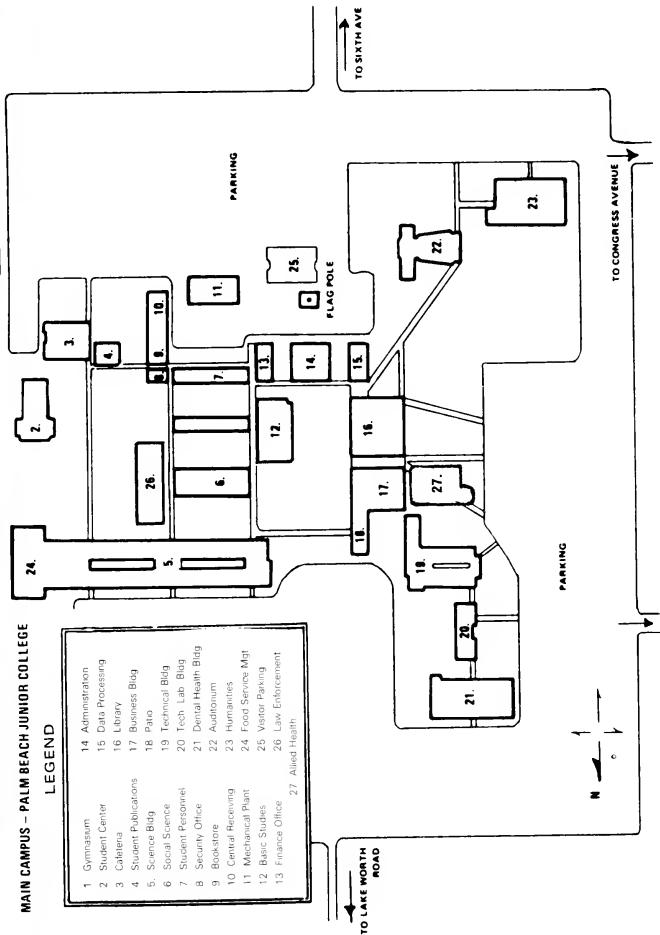 MAIN CAMPUS – PALM BEACH JUNIOR COLLEGE
LEGEND
1 Gymnasium
2 Student Center
3 Cafeteria
4 Student Publications
5. Science Bldg
6 Social Science
7 Student Personnel
8 Security Office
9 Bookstore
10 Central Receiving
11 Mechanical Plant
12 Basic Studies
13 Finance Office
14 Administration
15 Data Processing
16 Library
17 Business Bldg
18 Patio
19 Technical Bldg
20 Tech Lab Bldg
21 Dental Health Bldg
22 Auditorium
23 Humanities
24 Food Service Mgt
25 Visitor Parking
26 Law Enforcement
27 Allied Health
24.
2.
3.
4.
26.
8.
9.
10.
5.
6.
7.
11.
12.
13.
14.
15.
25.
FLAG POLE
PARKING
TO SIXTH AVE
18.
17.
16.
27.
19.
20.
21.
22.
23.
PARKING
TO CONGRESS AVENUE
N
TO LAKE WORTH
ROAD